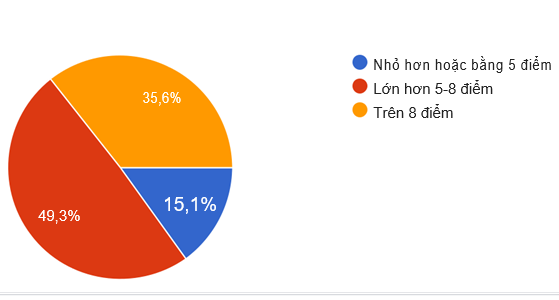 Nhỏ hơn hoặc bằng 5 điểm
Lớn hơn 5-8 điểm
Trên 8 điểm
35,6%
15,1%
49,3%